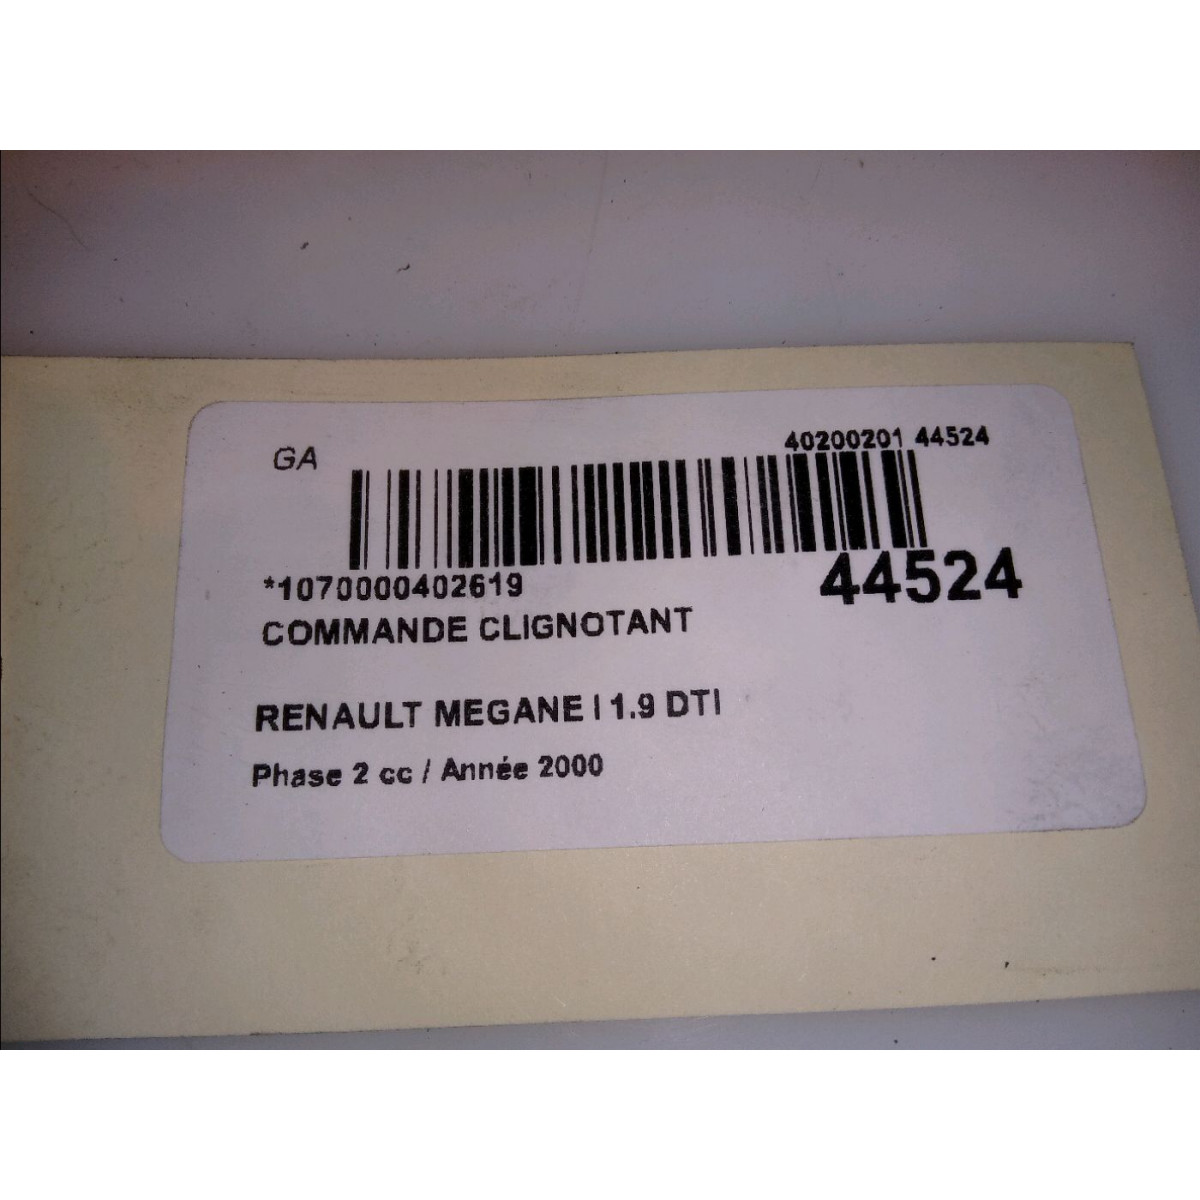 GA
40200201 44524
*1070000402619
44524
COMMANDE CLIGNOTANT
RENAULT MEGANE I 1.9 DTI
Phase 2 cc / Année 2000